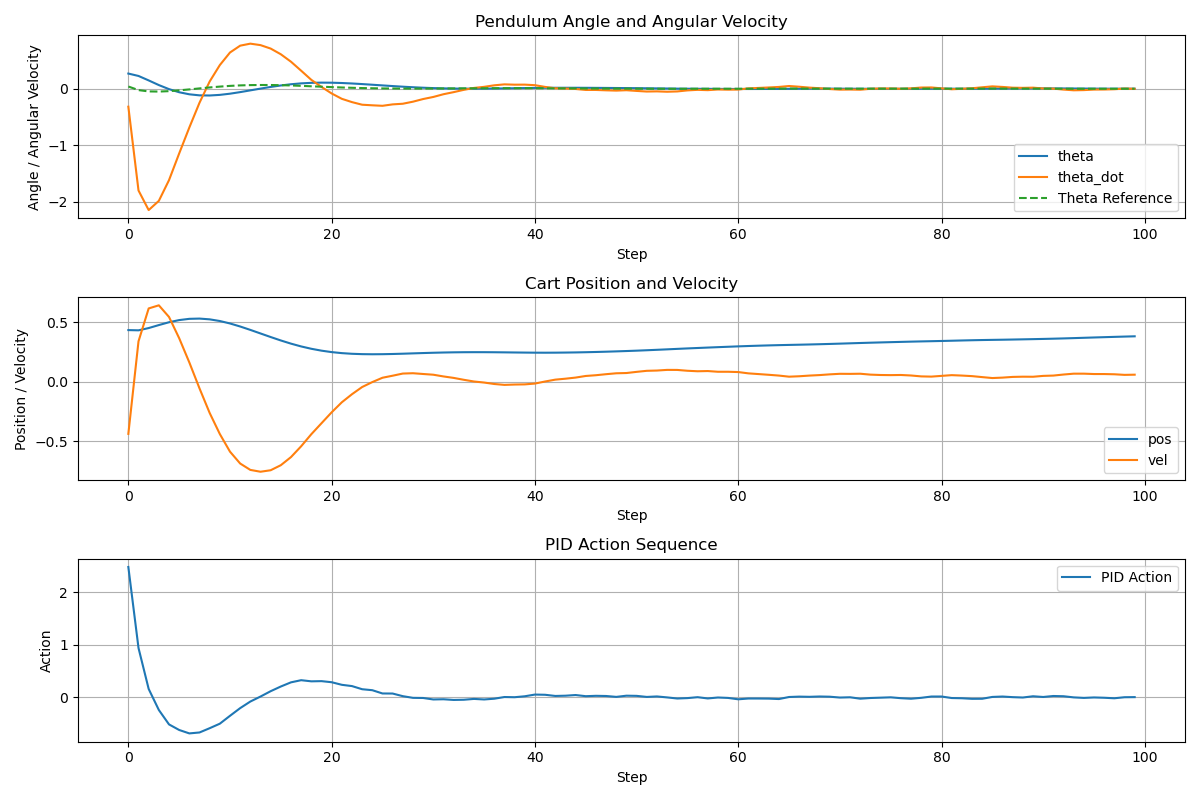 Pendulum Angle and Angular Velocity
Angle / Angular Velocity
0
−1
−2
theta
theta_dot
Theta Reference
0 20 40 60 80 100
Step
Cart Position and Velocity
Position / Velocity
0.5
0.0
−0.5
pos
vel
0 20 40 60 80 100
Step
PID Action Sequence
Action
2
1
0
PID Action
0 20 40 60 80 100
Step